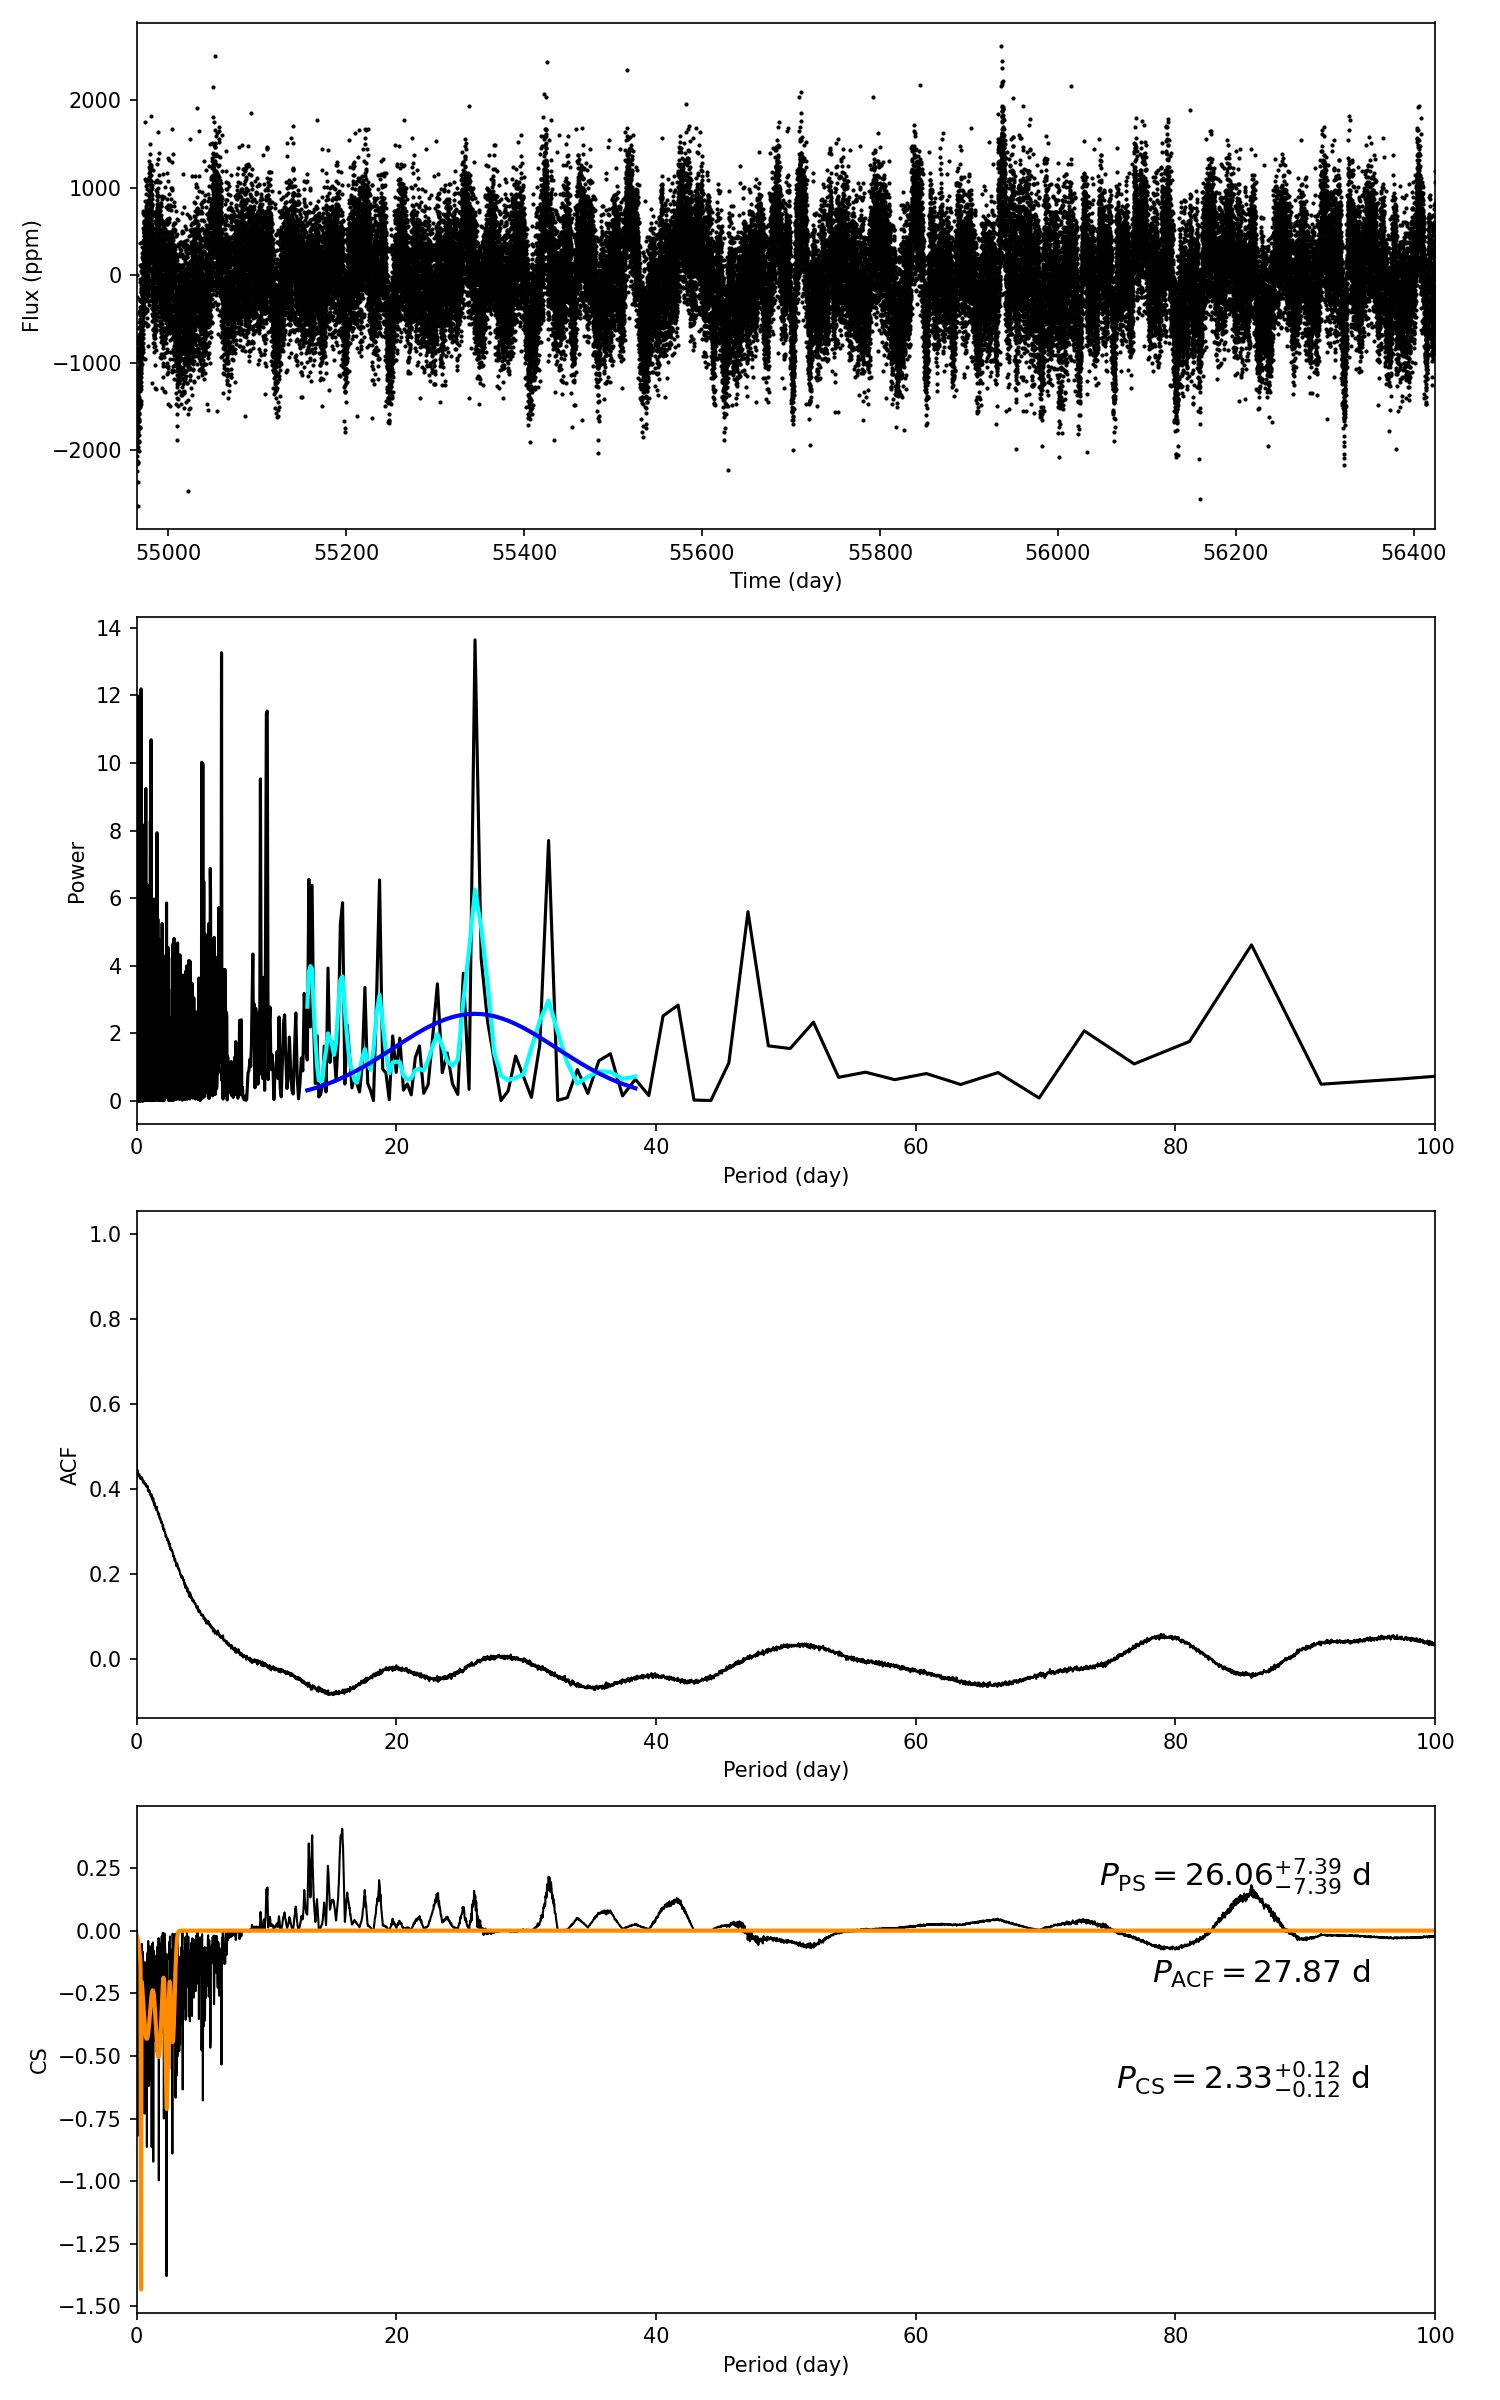 2000
1000
0
−1000
−2000
Flux (ppm)
55000 55200 55400 55600 55800 56000 56200 56400
Time (day)
14
12
10
8
6
4
2
0
Power
0 20 40 60 80 100
Period (day)
1.0
0.8
0.6
0.4
0.2
0.0
ACF
0 20 40 60 80 100
Period (day)
0.25
0.00
−0.25
−0.50
−0.75
−1.00
−1.25
−1.50
CS
P_PS = 26.06^{+7.39}_{−7.39} d
P_ACF = 27.87 d
P_CS = 2.33^{+0.12}_{−0.12} d
0 20 40 60 80 100
Period (day)